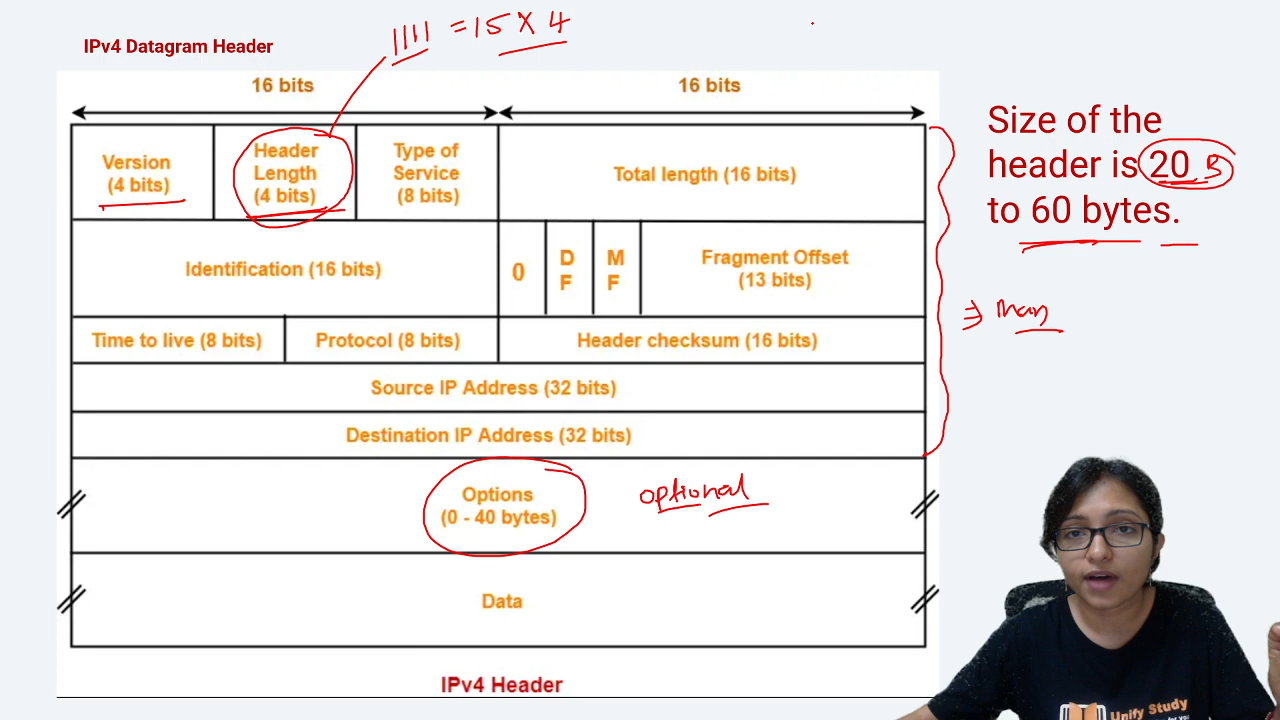 1111 = 15 X 4
IPv4 Datagram Header
16 bits
16 bits
Version
(4 bits)
Header
Length
(4 bits)
Type of
Service
(8 bits)
Total length (16 bits)
Size of the
header is 20 B
to 60 bytes.
Identification (16 bits)
0
D
F
M
F
Fragment Offset
(13 bits)
⇒ man
Time to live (8 bits)
Protocol (8 bits)
Header checksum (16 bits)
Source IP Address (32 bits)
Destination IP Address (32 bits)
Options
(0 - 40 bytes)
optional
Data
IPv4 Header
Unify Study